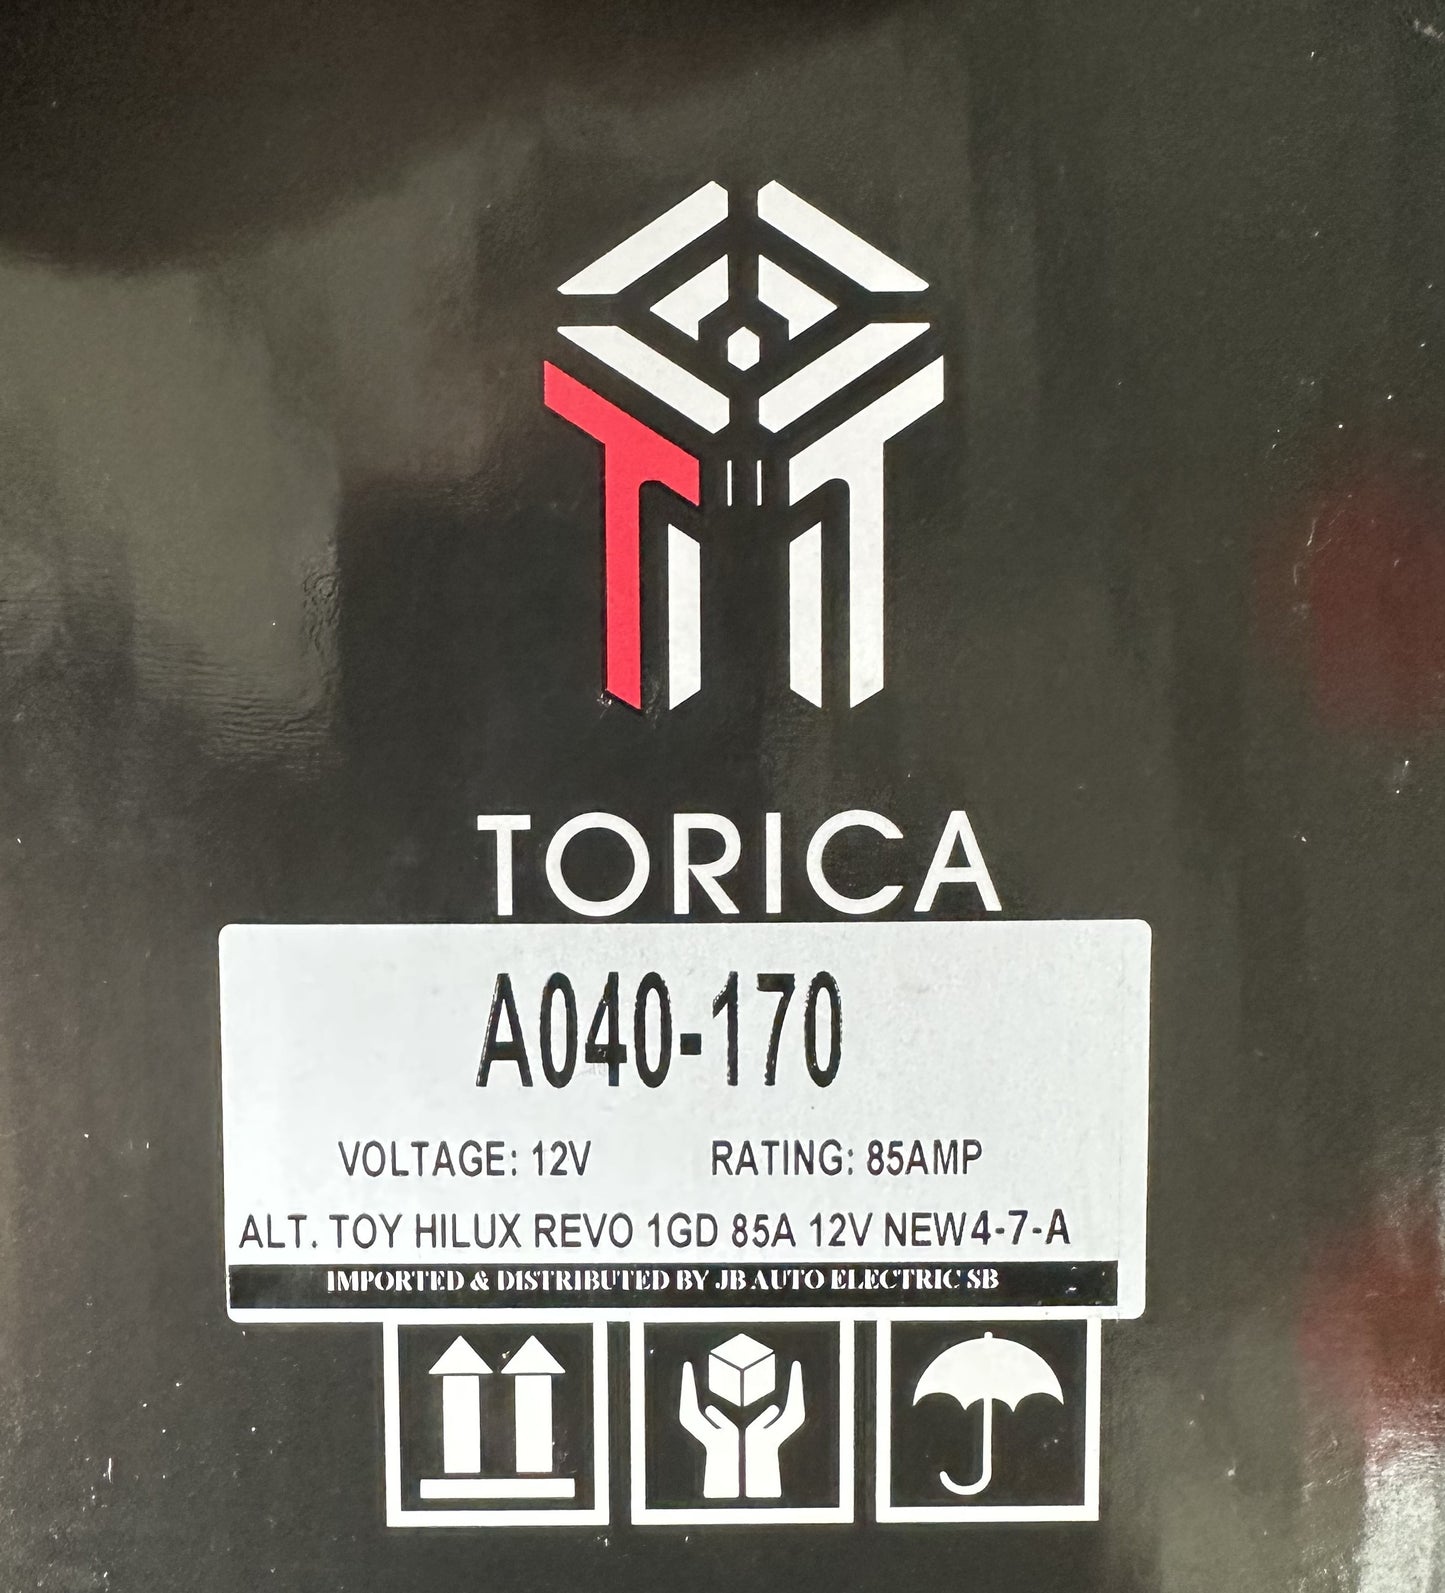 TORICA
A040-170
VOLTAGE: 12V RATING: 85AMP
ALT. TOY HILUX REVO 1GD 85A 12V NEW4-7-A
IMPORTED & DISTRIBUTED BY JB AUTO ELECTRIC SB